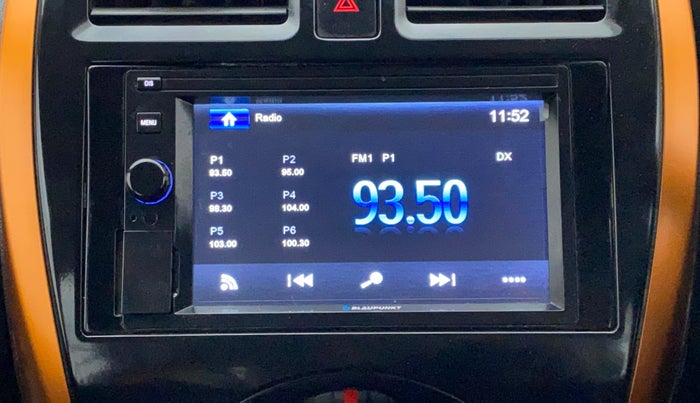 DIS
MENU
Radio
11:52
P1 P2 FM1 P1 DX
93.50 95.00
93.50
P3 P4
98.30 104.00
P5 P6
103.00 100.30
BLAUPUNKT